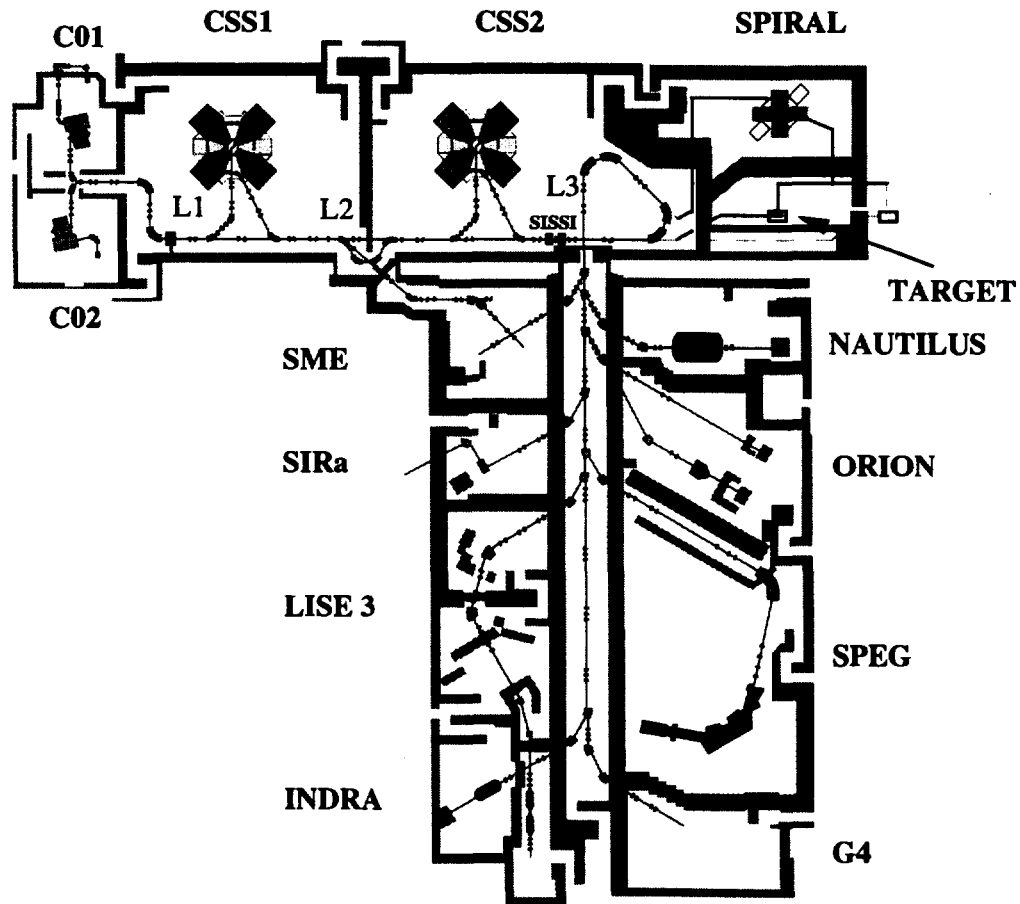 CSS1
CSS2
SPIRAL
C01
L1
L2
L3
SISSI
TARGET
C02
SME
NAUTILUS
SIRa
ORION
LISE 3
SPEG
INDRA
G4